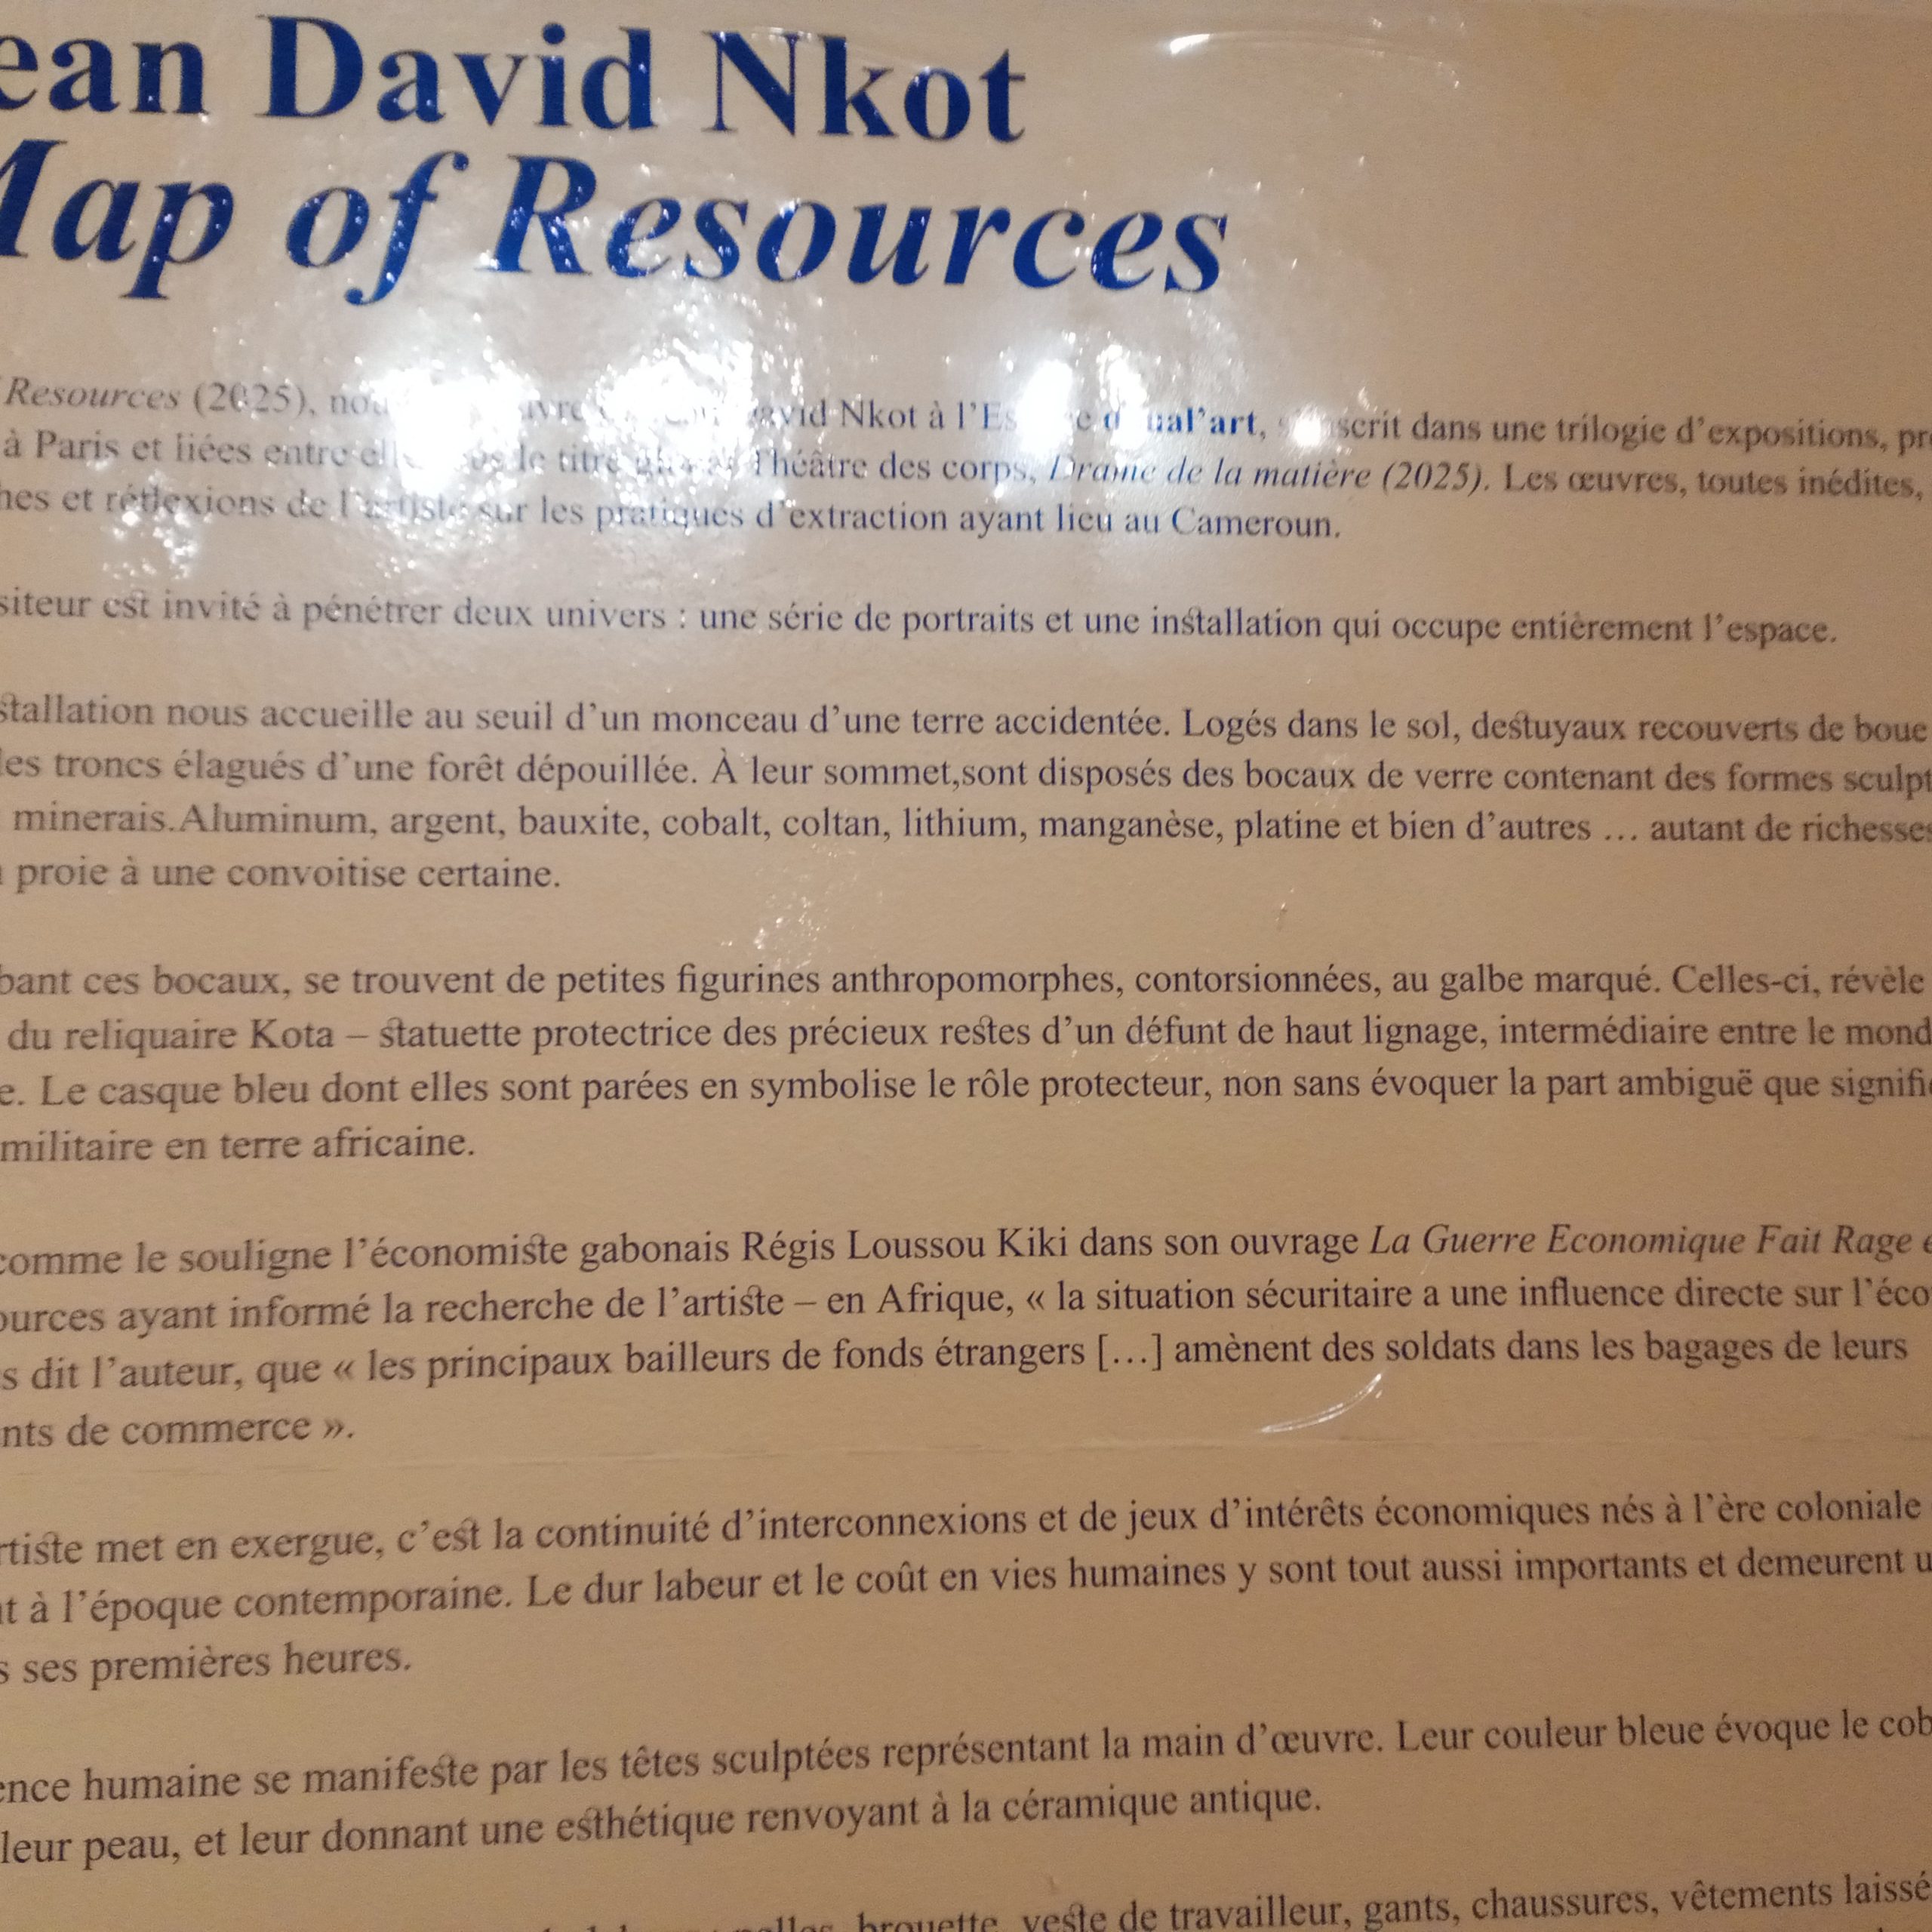 ean David Nkot
Map of Resources
Resources (2025), David Nkot à l'Es dual'art, s'inscrit dans une trilogie d'expositions, pr
à Paris et liées entre le titre Théâtre des corps, Drame de la matière (2025). Les œuvres, toutes inédites,
hes et réflexions de l'artiste sur les pratiques d'extraction ayant lieu au Cameroun.
siteur est invité à pénétrer deux univers : une série de portraits et une installation qui occupe entièrement l'espace.
stallation nous accueille au seuil d'un monceau d'une terre accidentée. Logés dans le sol, destuyaux recouverts de boue
les troncs élagués d'une forêt dépouillée. À leur sommet,sont disposés des bocaux de verre contenant des formes sculpt
minerais.Aluminum, argent, bauxite, cobalt, coltan, lithium, manganèse, platine et bien d'autres … autant de richesses
proie à une convoitise certaine.
bant ces bocaux, se trouvent de petites figurines anthropomorphes, contorsionnées, au galbe marqué. Celles-ci, révèle
du reliquaire Kota – statuette protectrice des précieux restes d'un défunt de haut lignage, intermédiaire entre le mond
e. Le casque bleu dont elles sont parées en symbolise le rôle protecteur, non sans évoquer la part ambiguë que signifi
militaire en terre africaine.
comme le souligne l'économiste gabonais Régis Loussou Kiki dans son ouvrage La Guerre Economique Fait Rage e
ources ayant informé la recherche de l'artiste – en Afrique, « la situation sécuritaire a une influence directe sur l'éco
s dit l'auteur, que « les principaux bailleurs de fonds étrangers […] amènent des soldats dans les bagages de leurs
nts de commerce ».
rtiste met en exergue, c'est la continuité d'interconnexions et de jeux d'intérêts économiques nés à l'ère coloniale
t à l'époque contemporaine. Le dur labeur et le coût en vies humaines y sont tout aussi importants et demeurent u
s ses premières heures.
ence humaine se manifeste par les têtes sculptées représentant la main d'œuvre. Leur couleur bleue évoque le cob
leur peau, et leur donnant une esthétique renvoyant à la céramique antique.
pelles, brouette, veste de travailleur, gants, chaussures, vêtements laissé